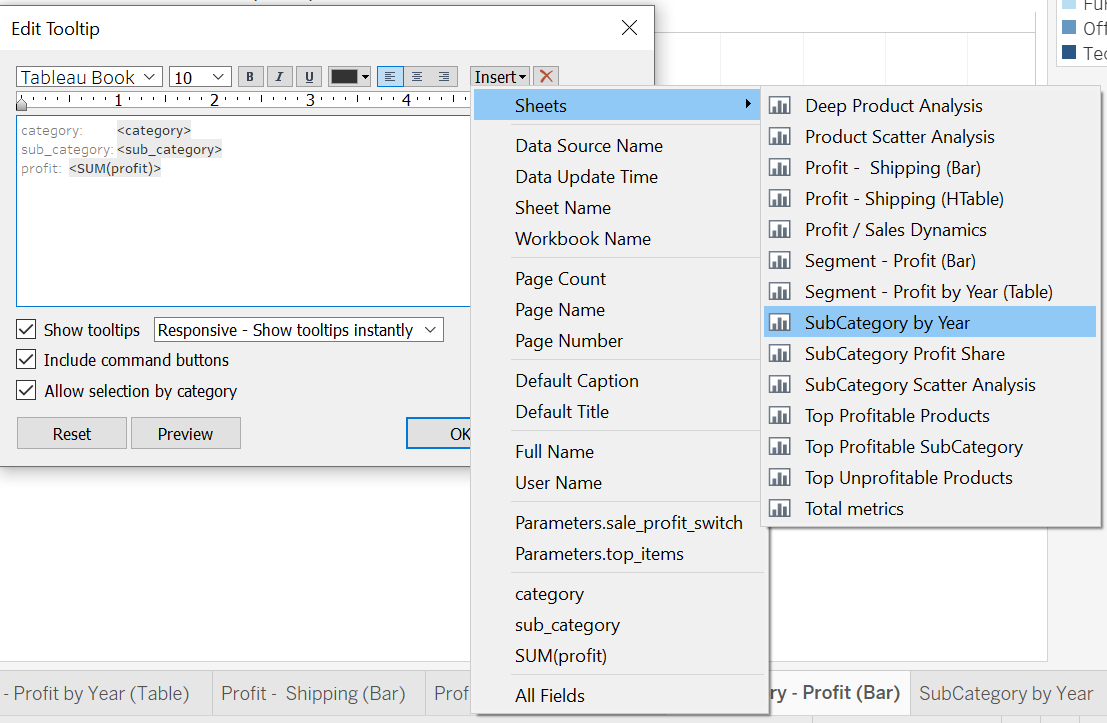 Edit Tooltip
Tableau Book 10 B I U Insert
1 2 3 4
category: <category>
sub_category: <sub_category>
profit: <SUM(profit)>
Show tooltips Responsive - Show tooltips instantly
Include command buttons
Allow selection by category
Reset Preview OK
Sheets
Data Source Name
Data Update Time
Sheet Name
Workbook Name
Page Count
Page Name
Page Number
Default Caption
Default Title
Full Name
User Name
Parameters.sale_profit_switch
Parameters.top_items
category
sub_category
SUM(profit)
All Fields
Deep Product Analysis
Product Scatter Analysis
Profit -  Shipping (Bar)
Profit - Shipping (HTable)
Profit / Sales Dynamics
Segment - Profit (Bar)
Segment - Profit by Year (Table)
SubCategory by Year
SubCategory Profit Share
SubCategory Scatter Analysis
Top Profitable Products
Top Profitable SubCategory
Top Unprofitable Products
Total metrics
Fur
Off
Tec
- Profit by Year (Table) Profit -  Shipping (Bar) Prof ry - Profit (Bar) SubCategory by Year